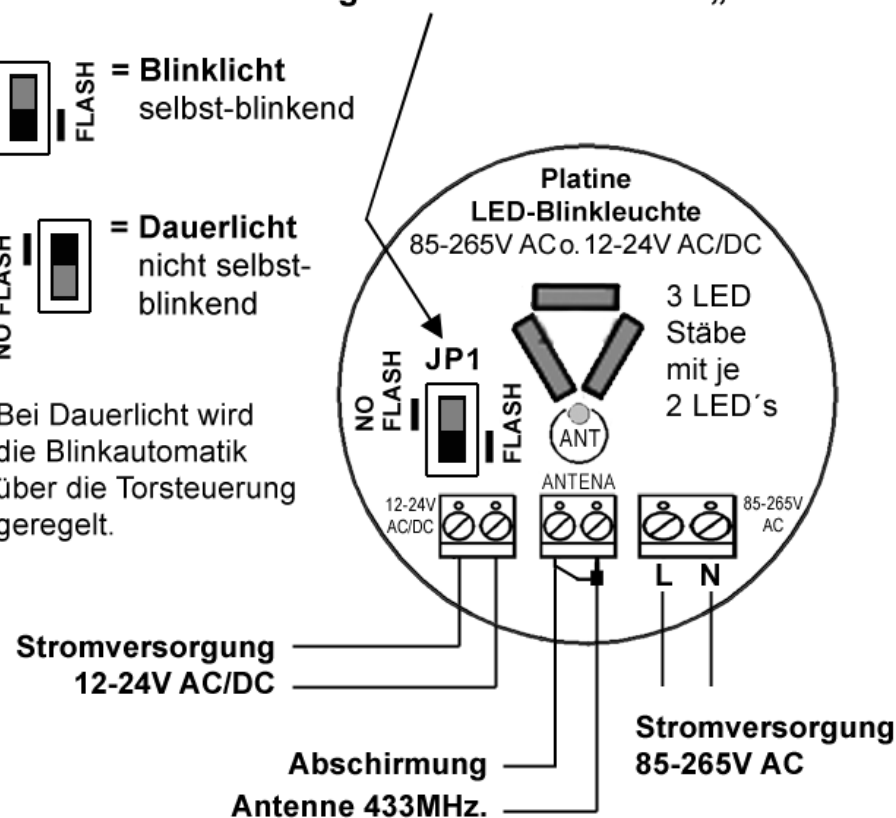 FLASH
= Blinklicht
selbst-blinkend
NO FLASH
= Dauerlicht
nicht selbst-
blinkend
Bei Dauerlicht wird
die Blinkautomatik
über die Torsteuerung
geregelt.
Platine
LED-Blinkleuchte
85-265V AC o. 12-24V AC/DC
3 LED
Stäbe
mit je
2 LED´s
JP1
NO
FLASH
FLASH
ANT
ANTENA
12-24V
AC/DC
85-265V
AC
L N
Stromversorgung
12-24V AC/DC
Stromversorgung
85-265V AC
Abschirmung
Antenne 433MHz.